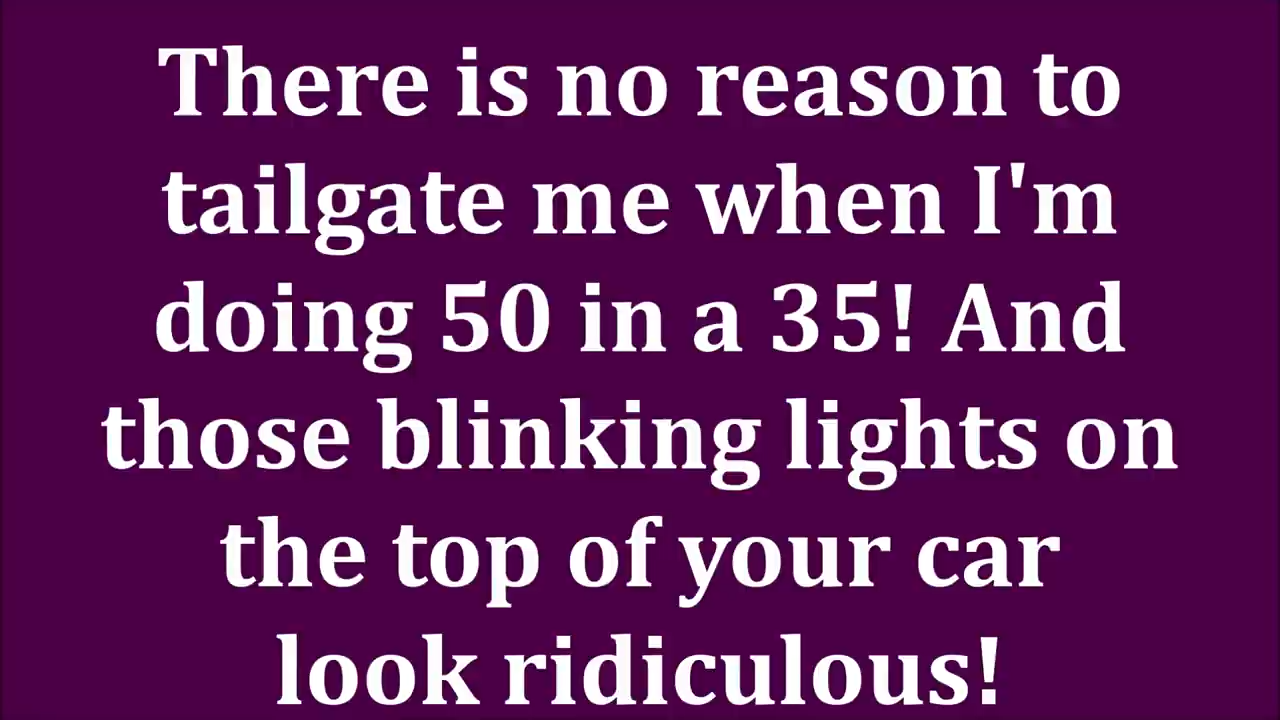 There is no reason to
tailgate me when I'm
doing 50 in a 35! And
those blinking lights on
the top of your car
look ridiculous!